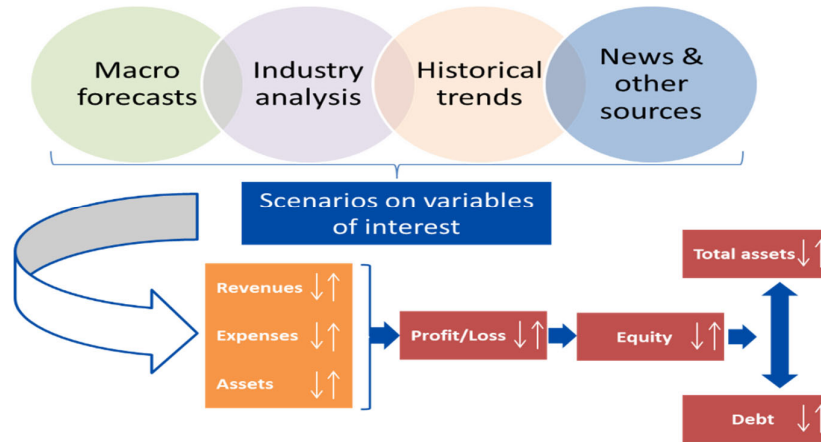 Macro
forecasts
Industry
analysis
Historical
trends
News &
other
sources
Scenarios on variables
of interest
Revenues ↓↑
Expenses ↓↑
Assets ↓↑
Profit/Loss ↓↑
Equity ↓↑
Total assets ↓↑
Debt ↓↑